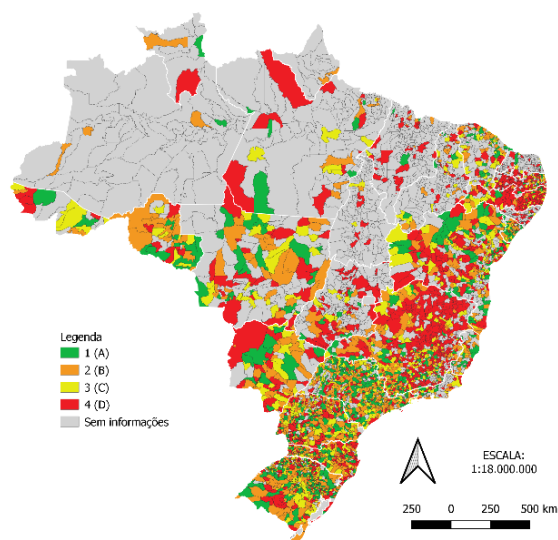 Legenda
1 (A)
2 (B)
3 (C)
4 (D)
Sem informações
ESCALA:
1:18.000.000
250 0 250 500 km